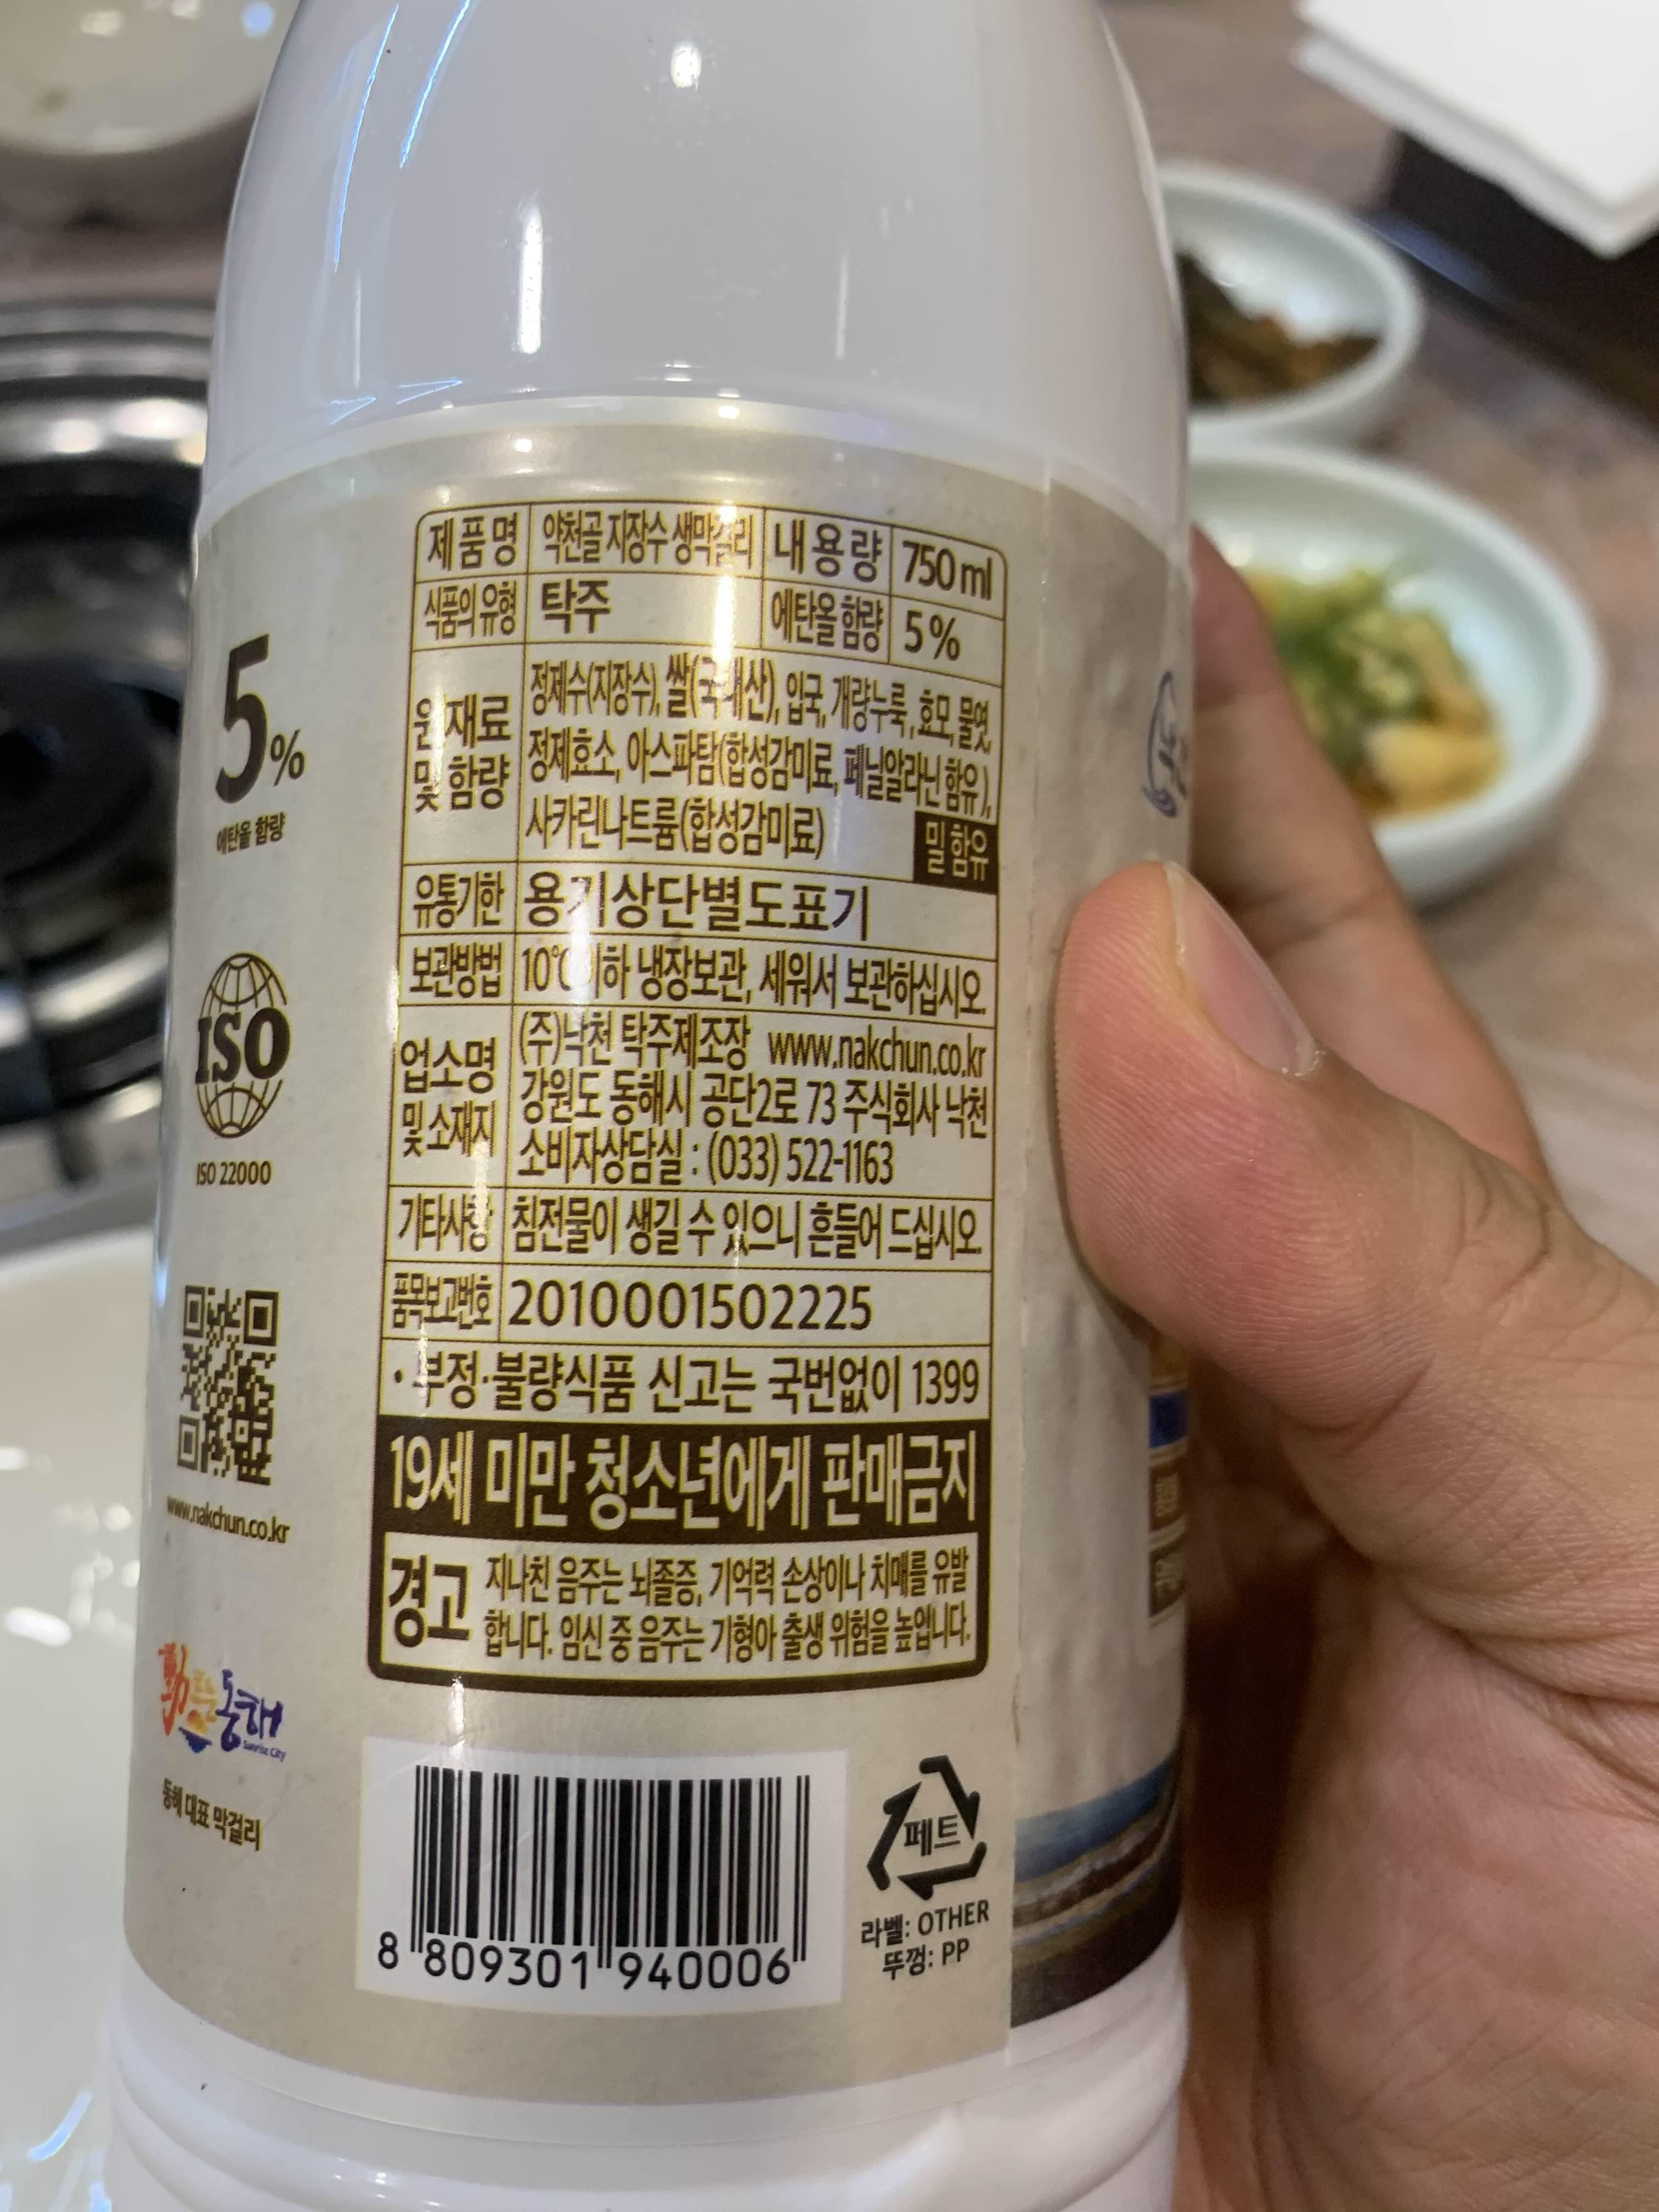 제품명 약천골 지장수 생막걸리 내용량 750ml
식품의유형 탁주 에탄올함량 5%
원재료 및 함량
정제수(지장수), 쌀(국내산), 입국, 개량누룩, 효모, 물엿,
정제효소, 아스파탐(합성감미료, 페닐알라닌함유),
사카린나트륨(합성감미료)
밀 함유
유통기한 용기상단별도표기
보관방법 10℃이하 냉장보관, 세워서 보관하십시오.
업소명 및 소재지
(주)낙천 탁주제조장 www.nakchun.co.kr
강원도 동해시 공단2로 73 주식회사 낙천
소비자상담실 : (033) 522-1163
기타사항 침전물이 생길 수 있으니 흔들어 드십시오.
품목보고번호 2010001502225
· 부정·불량식품 신고는 국번없이 1399
19세 미만 청소년에게 판매금지
경고 지나친 음주는 뇌졸증, 기억력 손상이나 치매를 유발
합니다. 임신 중 음주는 기형아 출생 위험을 높입니다.
5%
에탄올 함량
ISO
ISO 22000
www.nakchun.co.kr
동해
Sunrise City
동해 대표 막걸리
8 809301 940006
페트
라벨: OTHER
뚜껑: PP